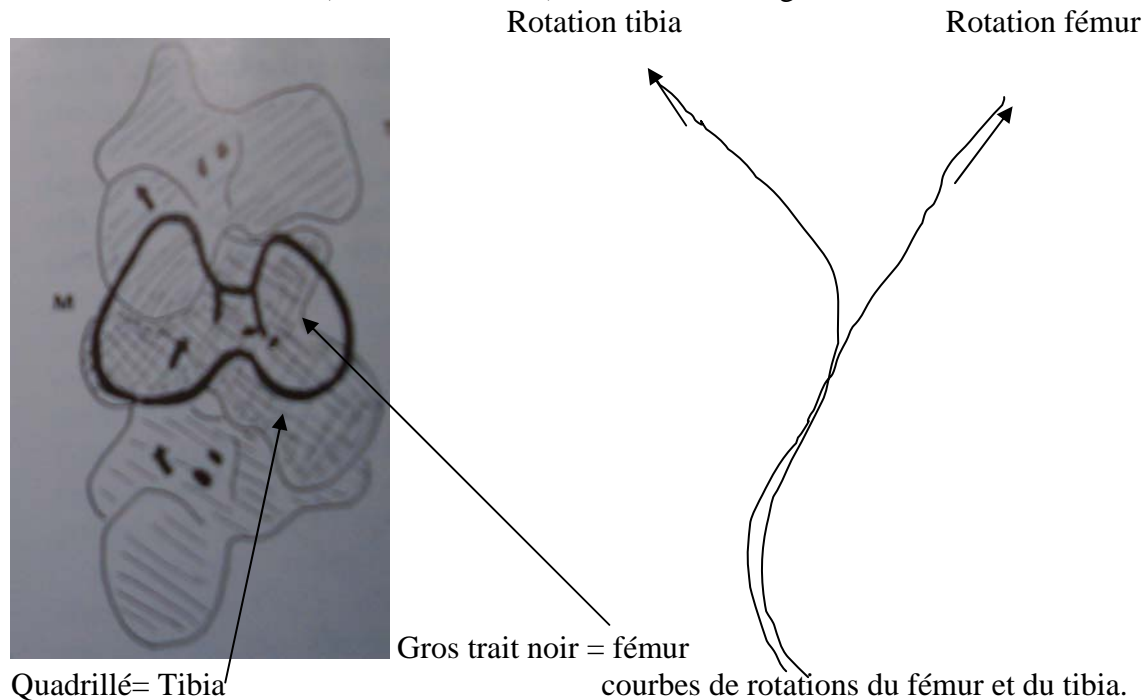 Rotation tibia Rotation fémur
M
Gros trait noir = fémur
Quadrillé= Tibia courbes de rotations du fémur et du tibia.